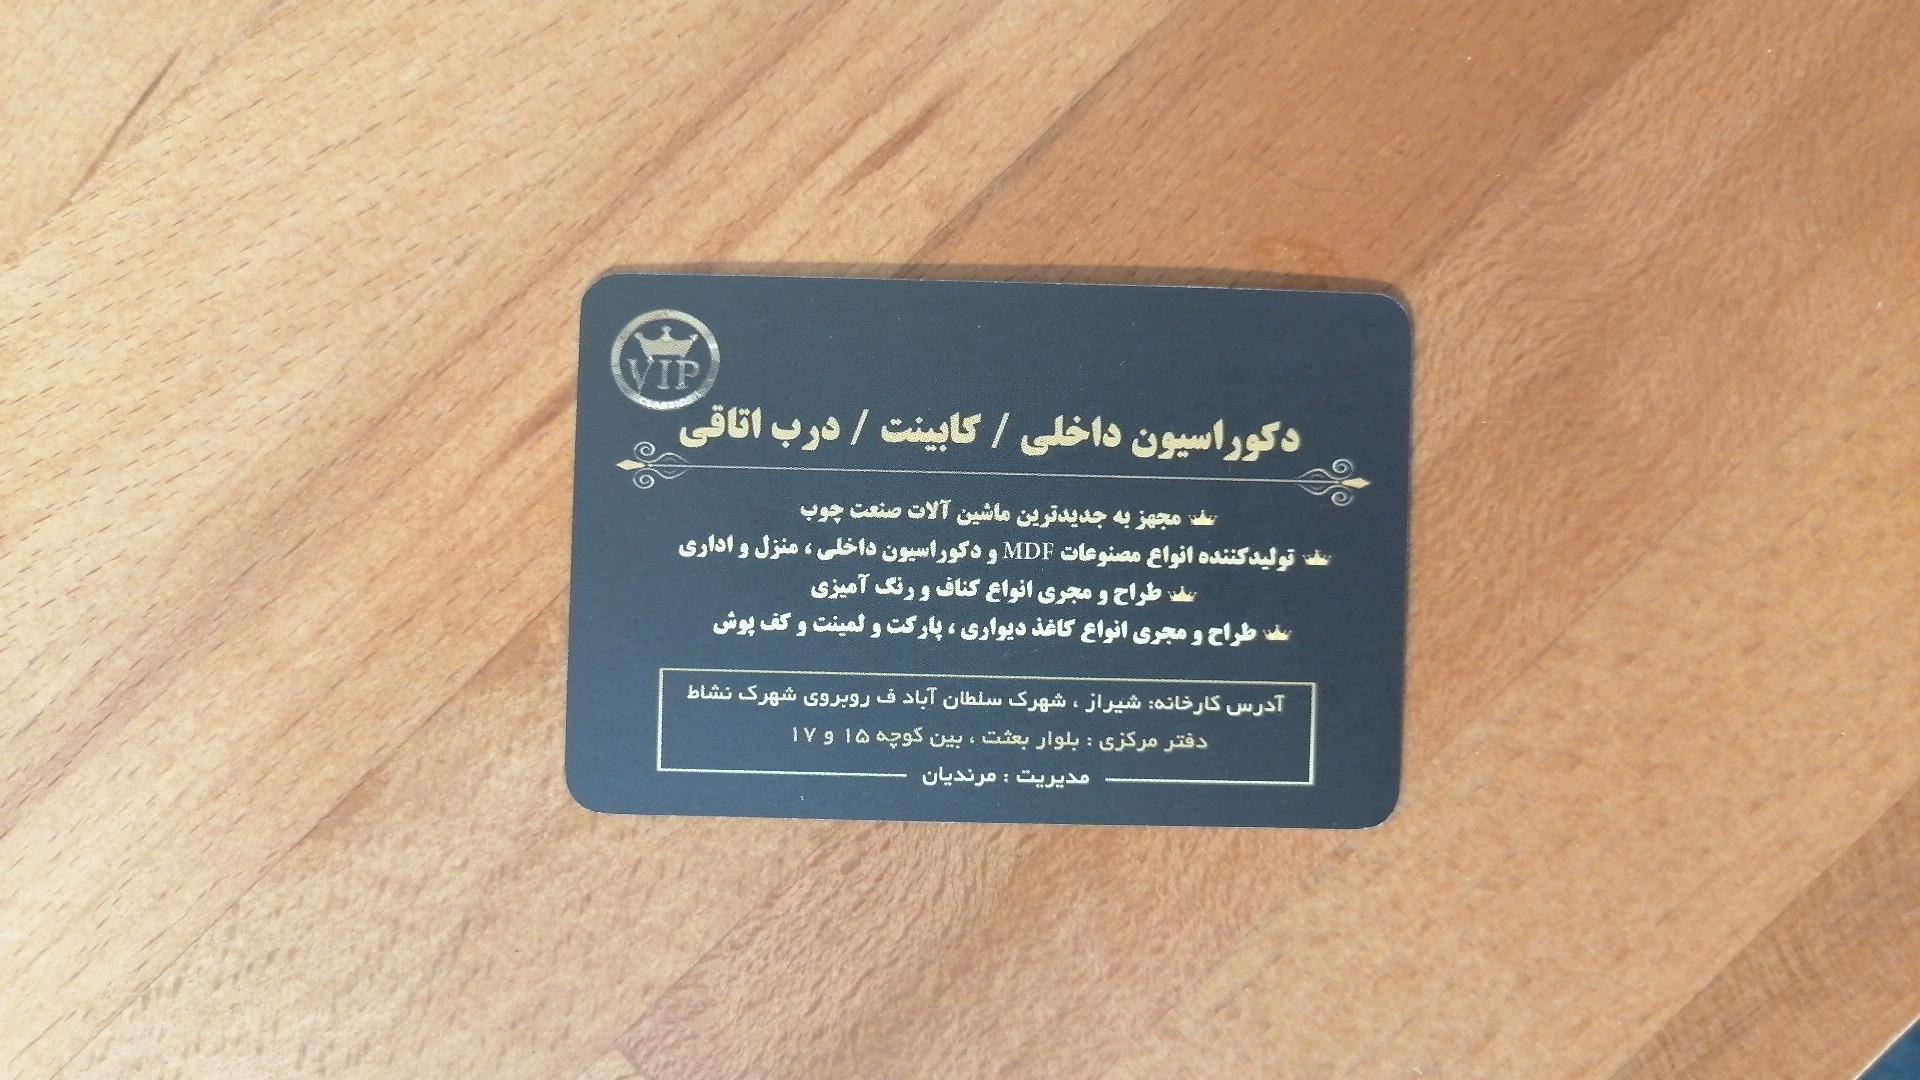 VIP
CLASSIC
دکوراسیون داخلی / کابینت / درب اتاقی
مجهز به جدیدترین ماشین آلات صنعت چوب
تولیدکننده انواع مصنوعات MDF و دکوراسیون داخلی ، منزل و اداری
طراح و مجری انواع کناف و رنگ آمیزی
طراح و مجری انواع کاغذ دیواری ، پارکت و لمینت و کف پوش
آدرس کارخانه: شیراز ، شهرک سلطان آباد ف روبروی شهرک نشاط
دفتر مرکزی : بلوار بعثت ، بین کوچه ۱۵ و ۱۷
مدیریت : مرندیان